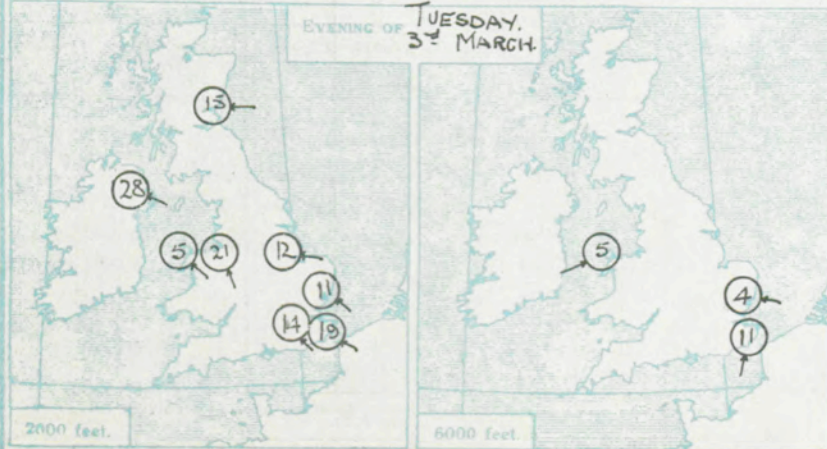 EVENING OF TUESDAY.
3rd MARCH.
13
28
5
21
12
11
14
19
2000 feet.
5
4
11
6000 feet.